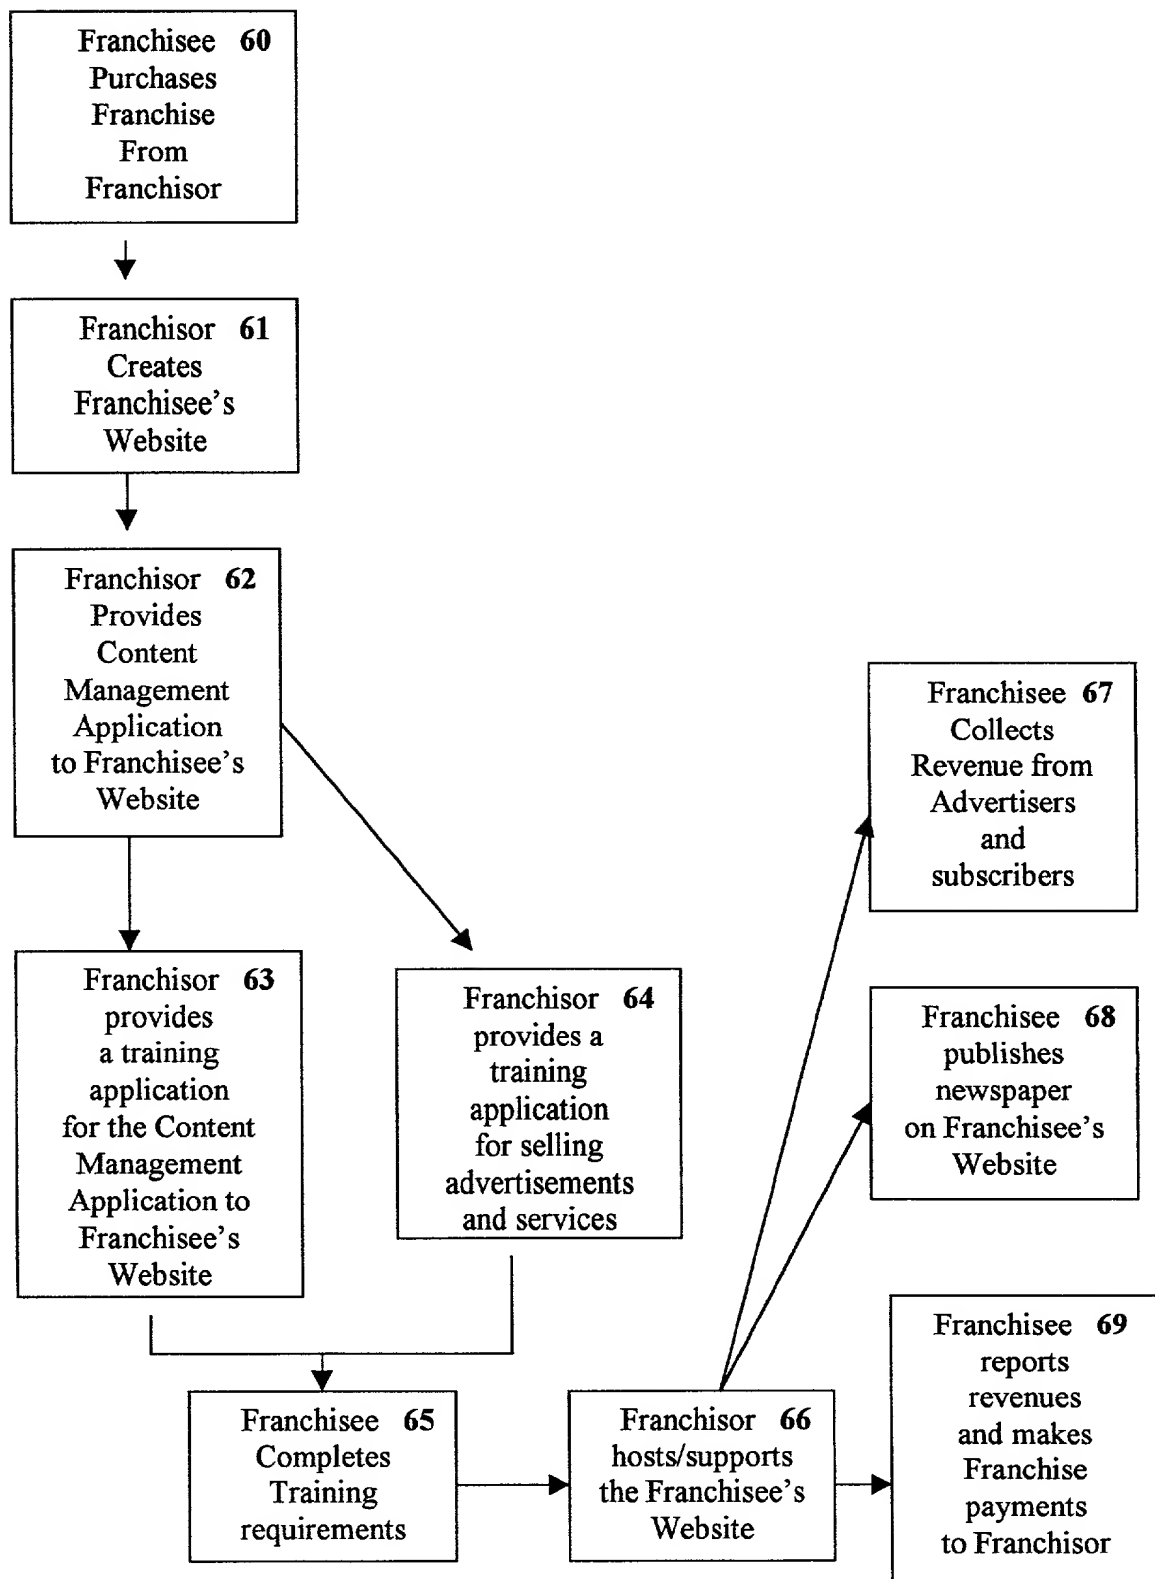 Franchisee 60
Purchases
Franchise
From
Franchisor
Franchisor 61
Creates
Franchisee's
Website
Franchisor 62
Provides
Content
Management
Application
to Franchisee's
Website
Franchisor 63
provides
a training
application
for the Content
Management
Application to
Franchisee's
Website
Franchisor 64
provides a
training
application
for selling
advertisements
and services
Franchisee 65
Completes
Training
requirements
Franchisor 66
hosts/supports
the Franchisee's
Website
Franchisee 67
Collects
Revenue from
Advertisers
and
subscribers
Franchisee 68
publishes
newspaper
on Franchisee's
Website
Franchisee 69
reports
revenues
and makes
Franchise
payments
to Franchisor